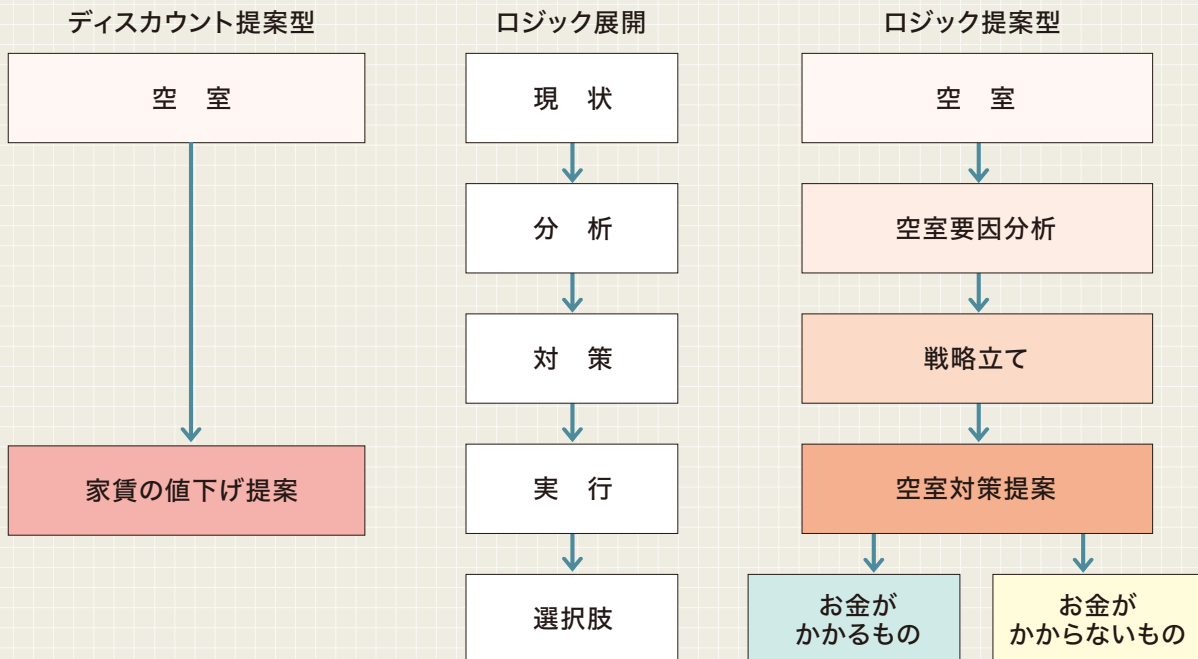 ディスカウント提案型
空　室
家賃の値下げ提案
ロジック展開
現　状
分　析
対　策
実　行
選択肢
ロジック提案型
空　室
空室要因分析
戦略立て
空室対策提案
お金が
かかるもの
お金が
かからないもの